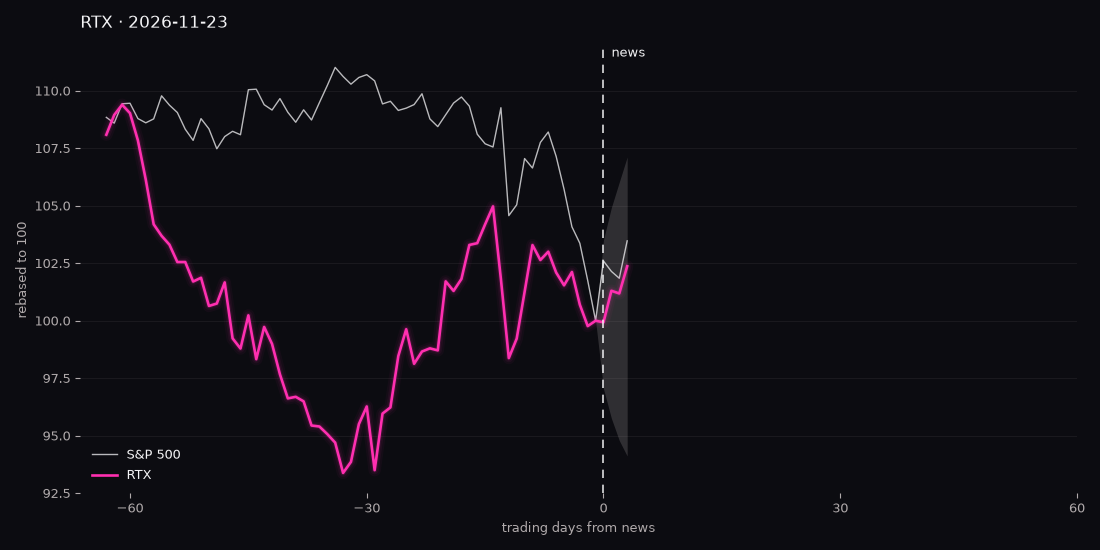 RTX · 2026-11-23
news
110.0
107.5
105.0
102.5
100.0
97.5
95.0
92.5
rebased to 100
S&P 500
RTX
−60
−30
0
30
60
trading days from news